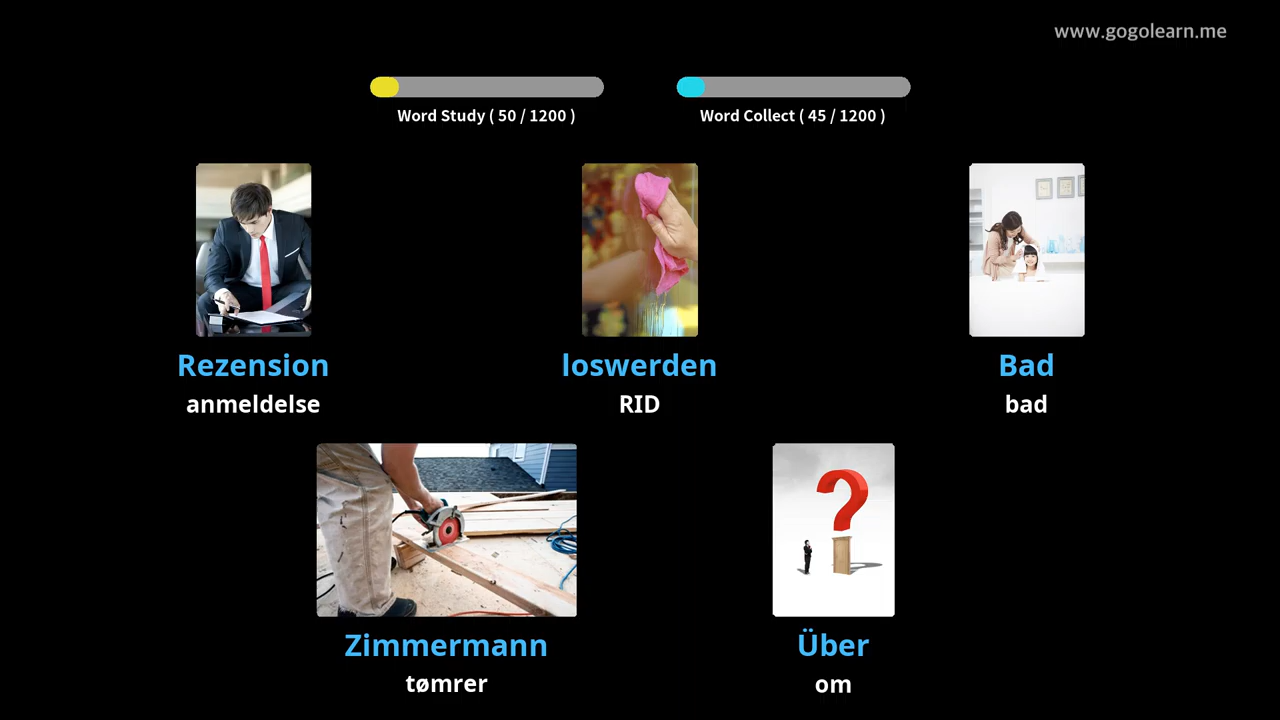 www.gogolearn.me
Word Study ( 50 / 1200 )
Word Collect ( 45 / 1200 )
Rezension
anmeldelse
loswerden
RID
Bad
bad
Zimmermann
tømrer
Über
om